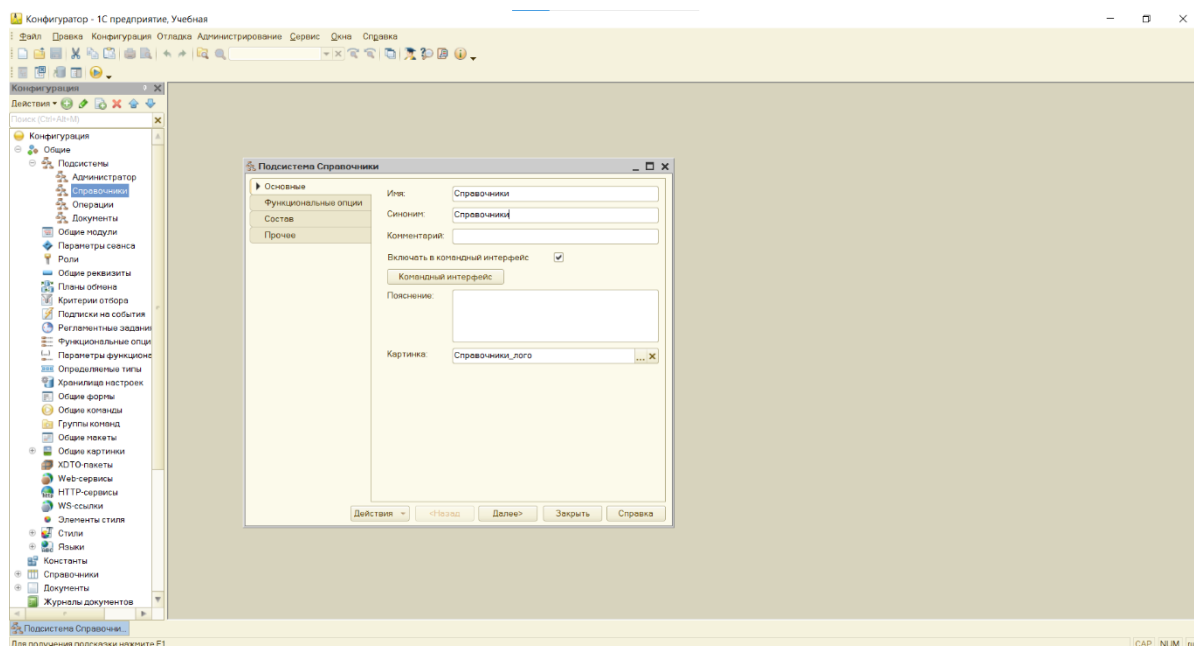 Конфигуратор - 1С предприятие, Учебная
Файл Правка Конфигурация Отладка Администрирование Сервис Окна Справка
Конфигурация
Действия
Поиск (Ctrl+Alt+M)
Конфигурация
Общие
Подсистемы
Администратор
Справочники
Операции
Документы
Общие модули
Параметры сеанса
Роли
Общие реквизиты
Планы обмена
Критерии отбора
Подписки на события
Регламентные задания
Функциональные опци
Параметры функциона
Определяемые типы
Хранилища настроек
Общие формы
Общие команды
Группы команд
Общие макеты
Общие картинки
XDTO-пакеты
Web-сервисы
HTTP-сервисы
WS-ссылки
Элементы стиля
Стили
Языки
Константы
Справочники
Документы
Журналы документов
Подсистема Справочники
Основные
Функциональные опции
Состав
Прочее
Имя: Справочники
Синоним: Справочники
Комментарий:
Включать в командный интерфейс
Командный интерфейс
Пояснение:
Картинка: Справочники_лого
...
Действия <Назад Далее> Закрыть Справка
Подсистема Справочни...
Для получения подсказки нажмите F1
CAP NUM